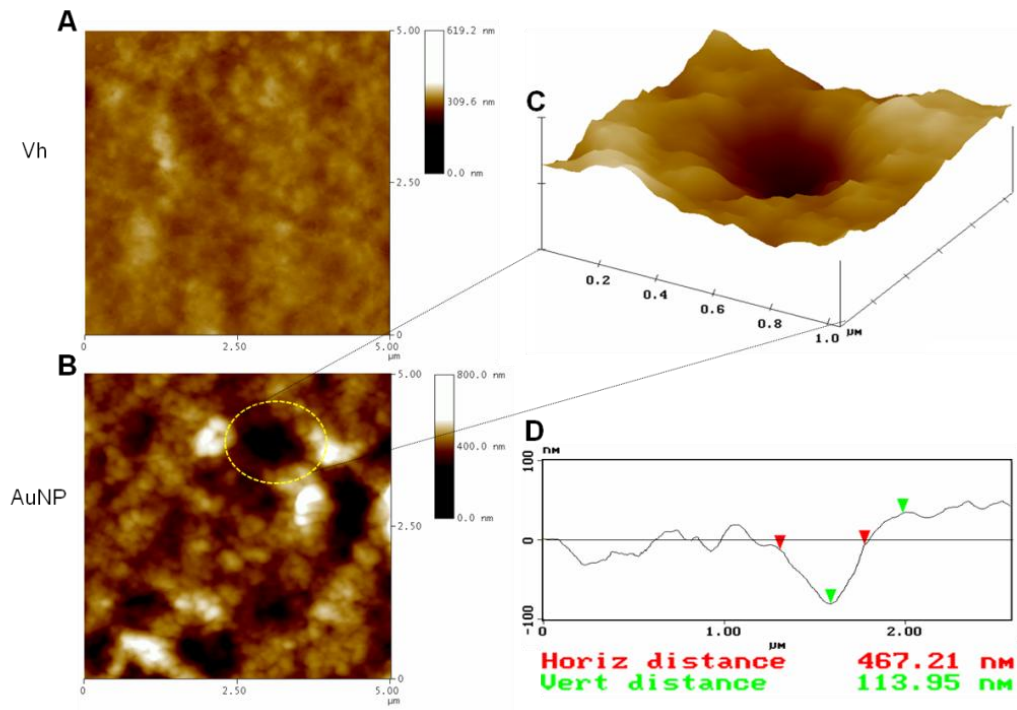 A
Vh
5.00
2.50
0
0
2.50
5.00
µm
619.2 nm
309.6 nm
0.0 nm
C
0.2
0.4
0.6
0.8
1.0
µM
B
AuNP
5.00
2.50
0
0
2.50
5.00
µm
800.0 nm
400.0 nm
0.0 nm
D
nM
100
0
-100
0
1.00
2.00
µM
Horiz distance 467.21 nm
Vert distance 113.95 nm